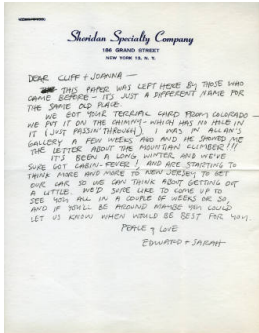 Sheridan Specialty Company
186 GRAND STREET
NEW YORK 13, N. Y.
DEAR CLIFF & JOANNA -
THIS PAPER WAS LEFT HERE BY THOSE WHO
CAME BEFORE - IT'S JUST A DIFFERENT NAME FOR
THE SAME OLD PLACE.
WE GOT YOUR TERRIAL CARD FROM COLORADO -
WE PUT IT ON THE CHIMNY - WHICH HAS NO HOLE IN
IT (JUST PASSIN' THROUGH). I WAS IN ALLAN'S
GALLERY A FEW WEEKS AGO AND HE SHOWED ME
THE LETTER ABOUT THE MOUNTIAN CLIMBER!!!
IT'S BEEN A LONG WINTER AND WE'VE
SURE GOT CABIN-FEVER! AND ARE STARTING TO
THINK MORE AND MORE TO NEW JERSEY TO GET
OUR CAR SO WE CAN THINK ABOUT GETTING OUT
A LITTLE. WE'D SURE LIKE TO COME UP TO
SEE YOU ALL IN A COUPLE OF WEEKS OR SO,
AND IF YOU'LL BE AROUND MAYBE YOU COULD
LET US KNOW WHEN WOULD BE BEST FOR YOU.
PEACE & LOVE
EDWARD & SARAH